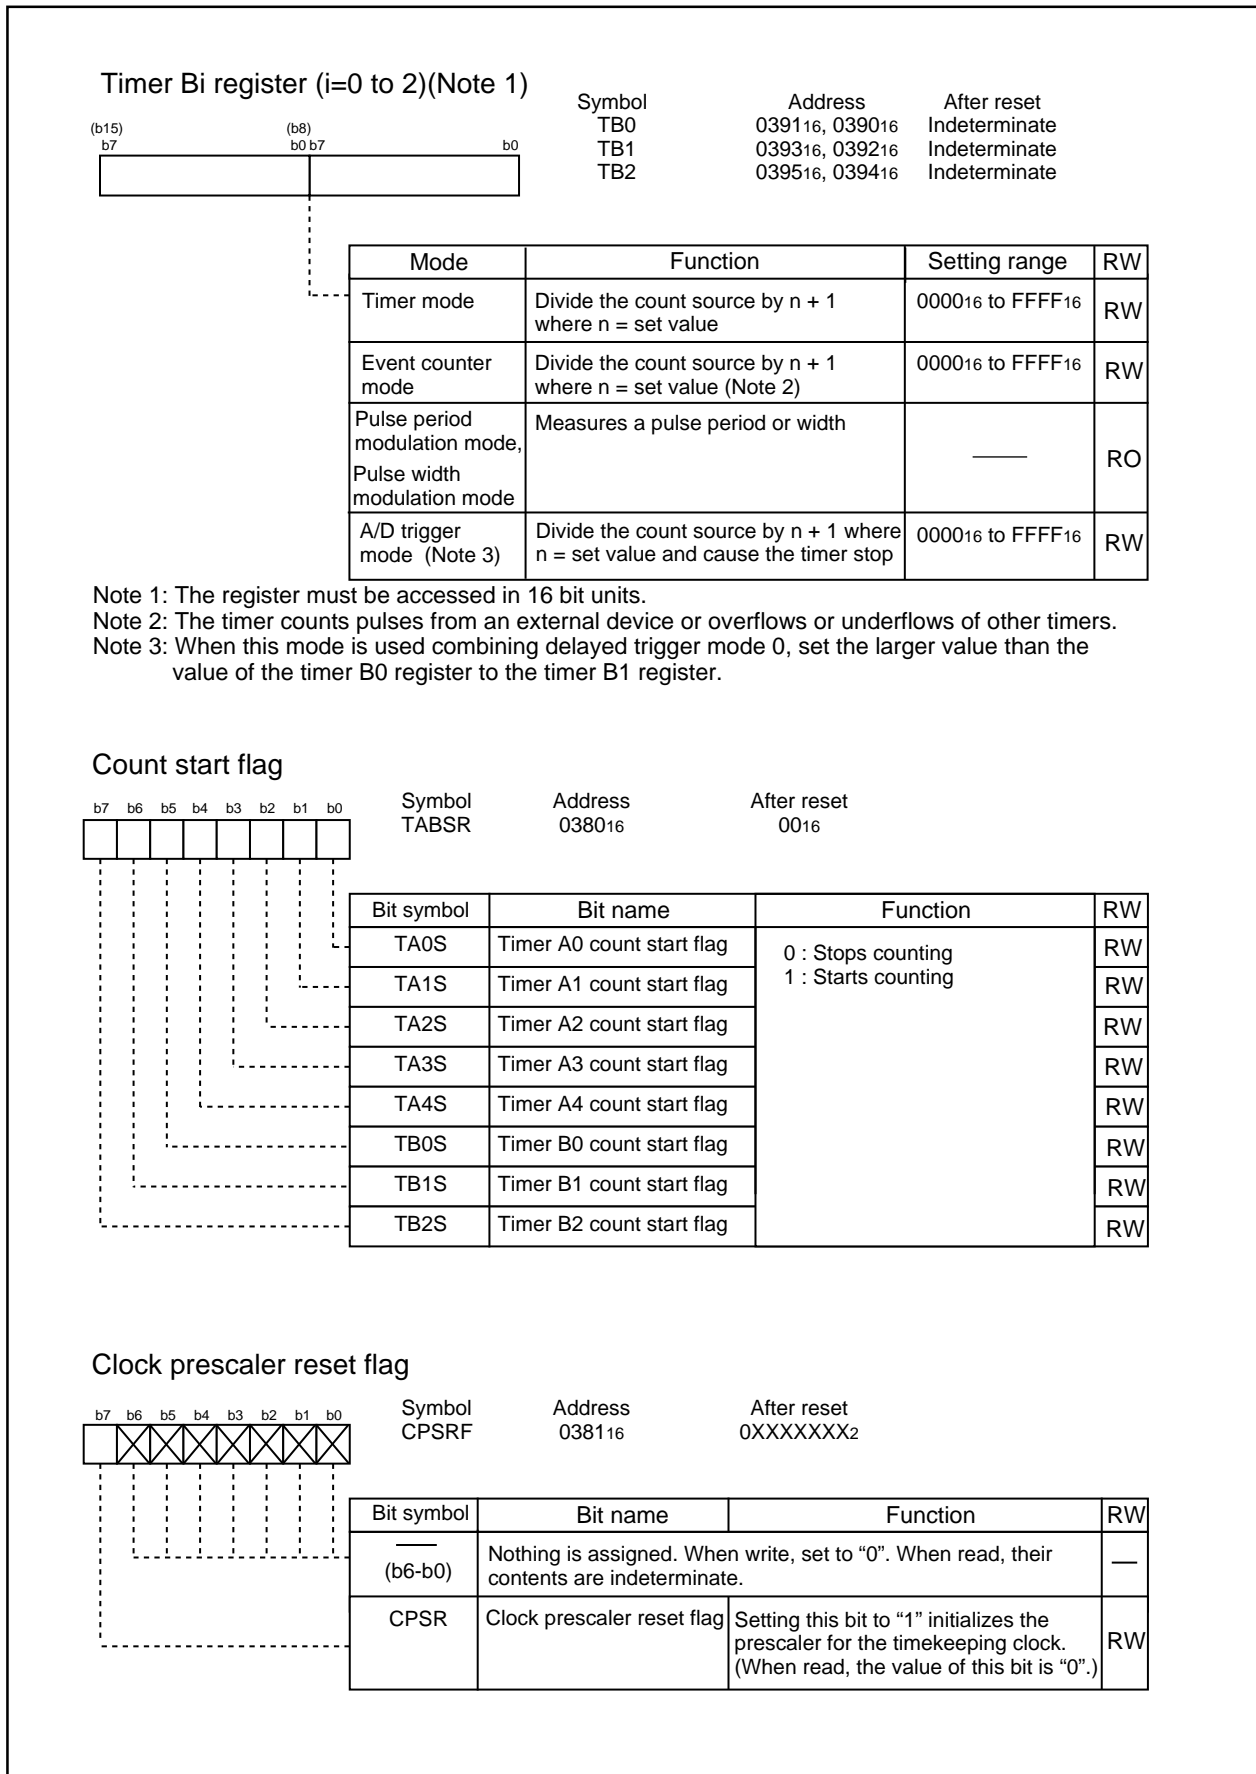 Timer Bi register (i=0 to 2)(Note 1)
Symbol Address After reset
TB0 039116, 039016 Indeterminate
TB1 039316, 039216 Indeterminate
TB2 039516, 039416 Indeterminate
(b15) (b8)
b7 b0 b7 b0
Mode Function Setting range RW
Timer mode Divide the count source by n + 1 000016 to FFFF16 RW
where n = set value
Event counter Divide the count source by n + 1 000016 to FFFF16 RW
mode where n = set value (Note 2)
Pulse period Measures a pulse period or width
modulation mode,
RO
Pulse width
modulation mode
A/D trigger Divide the count source by n + 1 where 000016 to FFFF16 RW
mode (Note 3) n = set value and cause the timer stop
Note 1: The register must be accessed in 16 bit units.
Note 2: The timer counts pulses from an external device or overflows or underflows of other timers.
Note 3: When this mode is used combining delayed trigger mode 0, set the larger value than the
value of the timer B0 register to the timer B1 register.
Count start flag
b7 b6 b5 b4 b3 b2 b1 b0
Symbol Address After reset
TABSR 038016 0016
Bit symbol Bit name Function RW
TA0S Timer A0 count start flag 0 : Stops counting RW
TA1S Timer A1 count start flag 1 : Starts counting RW
TA2S Timer A2 count start flag RW
TA3S Timer A3 count start flag RW
TA4S Timer A4 count start flag RW
TB0S Timer B0 count start flag RW
TB1S Timer B1 count start flag RW
TB2S Timer B2 count start flag RW
Clock prescaler reset flag
b7 b6 b5 b4 b3 b2 b1 b0
Symbol Address After reset
CPSRF 038116 0XXXXXXX2
Bit symbol Bit name Function RW
— Nothing is assigned. When write, set to “0”. When read, their —
(b6-b0) contents are indeterminate.
CPSR Clock prescaler reset flag Setting this bit to “1” initializes the
prescaler for the timekeeping clock. RW
(When read, the value of this bit is “0”.)